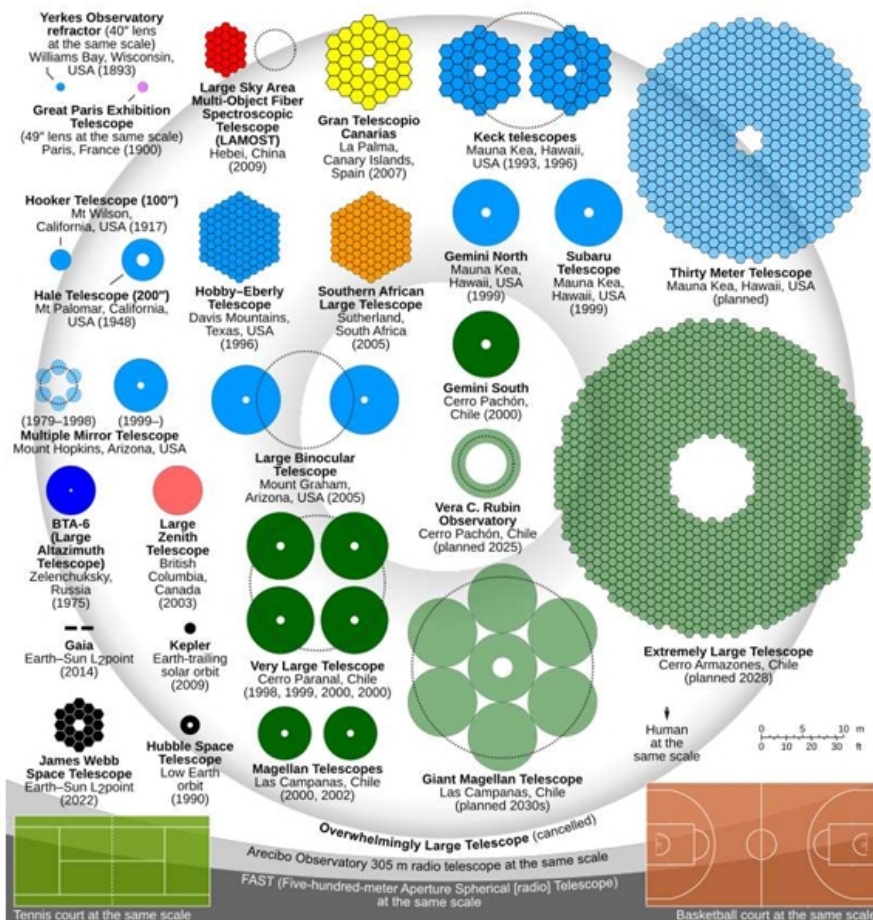 Yerkes Observatory
refractor (40″ lens
at the same scale)
Williams Bay, Wisconsin,
USA (1893)
Great Paris Exhibition
Telescope
(49″ lens at the same scale)
Paris, France (1900)
Large Sky Area
Multi-Object Fiber
Spectroscopic
Telescope
(LAMOST)
Hebei, China
(2009)
Gran Telescopio
Canarias
La Palma,
Canary Islands,
Spain (2007)
Keck telescopes
Mauna Kea, Hawaii,
USA (1993, 1996)
Thirty Meter Telescope
Mauna Kea, Hawaii, USA
(planned)
Hooker Telescope (100″)
Mt Wilson,
California, USA (1917)
Hale Telescope (200″)
Mt Palomar, California,
USA (1948)
Hobby–Eberly
Telescope
Davis Mountains,
Texas, USA
(1996)
Southern African
Large Telescope
Sutherland,
South Africa
(2005)
Gemini North
Mauna Kea,
Hawaii, USA
(1999)
Subaru
Telescope
Mauna Kea,
Hawaii, USA
(1999)
Gemini South
Cerro Pachón,
Chile (2000)
(1979–1998) (1999–)
Multiple Mirror Telescope
Mount Hopkins, Arizona, USA
Large Binocular
Telescope
Mount Graham,
Arizona, USA (2005)
Vera C. Rubin
Observatory
Cerro Pachón, Chile
(planned 2025)
BTA-6
(Large
Altazimuth
Telescope)
Zelenchuksky,
Russia
(1975)
Large
Zenith
Telescope
British
Columbia,
Canada
(2003)
Very Large Telescope
Cerro Paranal, Chile
(1998, 1999, 2000, 2000)
Extremely Large Telescope
Cerro Armazones, Chile
(planned 2028)
Gaia
Earth–Sun L2point
(2014)
Kepler
Earth-trailing
solar orbit
(2009)
James Webb
Space Telescope
Earth–Sun L2point
(2022)
Hubble Space
Telescope
Low Earth
orbit
(1990)
Magellan Telescopes
Las Campanas, Chile
(2000, 2002)
Giant Magellan Telescope
Las Campanas, Chile
(planned 2030s)
Human
at the
same scale
0 5 10 m
0 10 20 30 ft
Overwhelmingly Large Telescope (cancelled)
Arecibo Observatory 305 m radio telescope at the same scale
FAST (Five-hundred-meter Aperture Spherical [radio] Telescope)
at the same scale
Tennis court at the same scale
Basketball court at the same scale